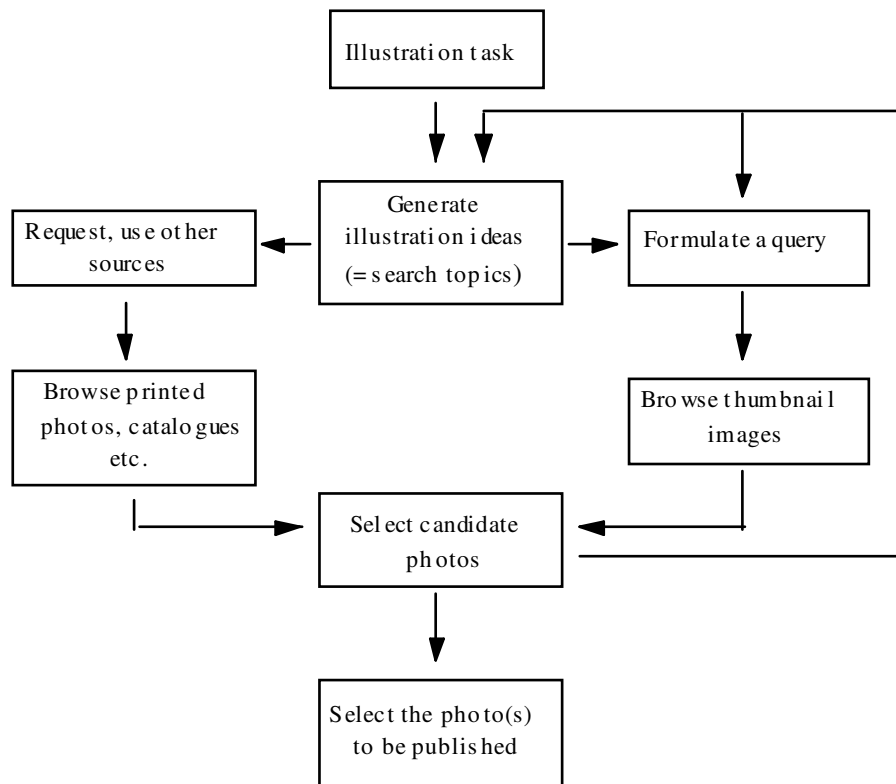 Illustration task
Generate
illustration ideas
(=search topics)
Request, use other
sources
Formulate a query
Browse printed
photos, catalogues
etc.
Browse thumbnail
images
Select candidate
photos
Select the photo(s)
to be published